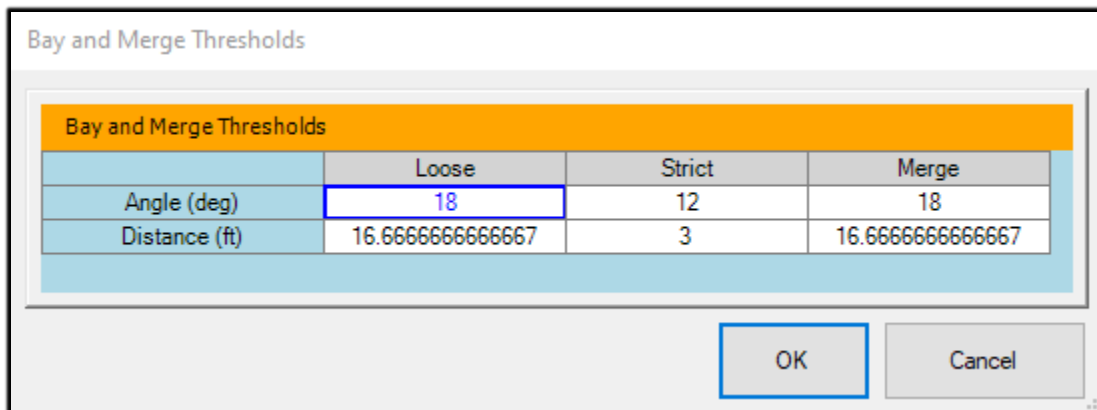 Bay and Merge Thresholds
Bay and Merge Thresholds
Loose Strict Merge
Angle (deg) 18 12 18
Distance (ft) 16.6666666666667 3 16.6666666666667
OK Cancel